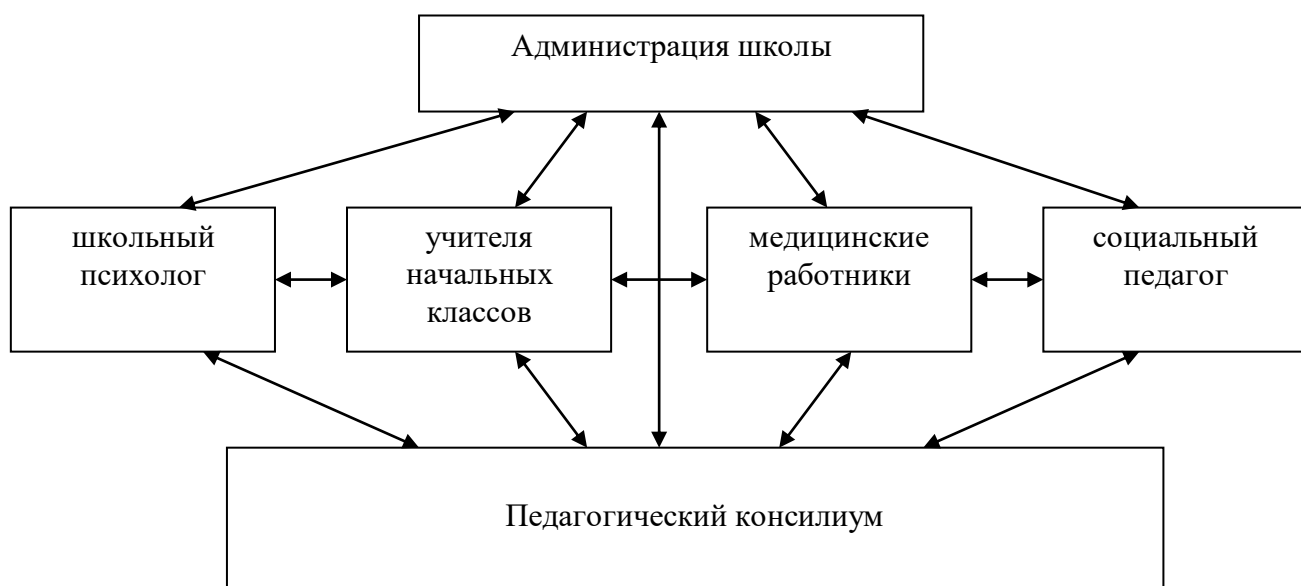 Администрация школы
школьный
психолог
учителя
начальных
классов
медицинские
работники
социальный
педагог
Педагогический консилиум